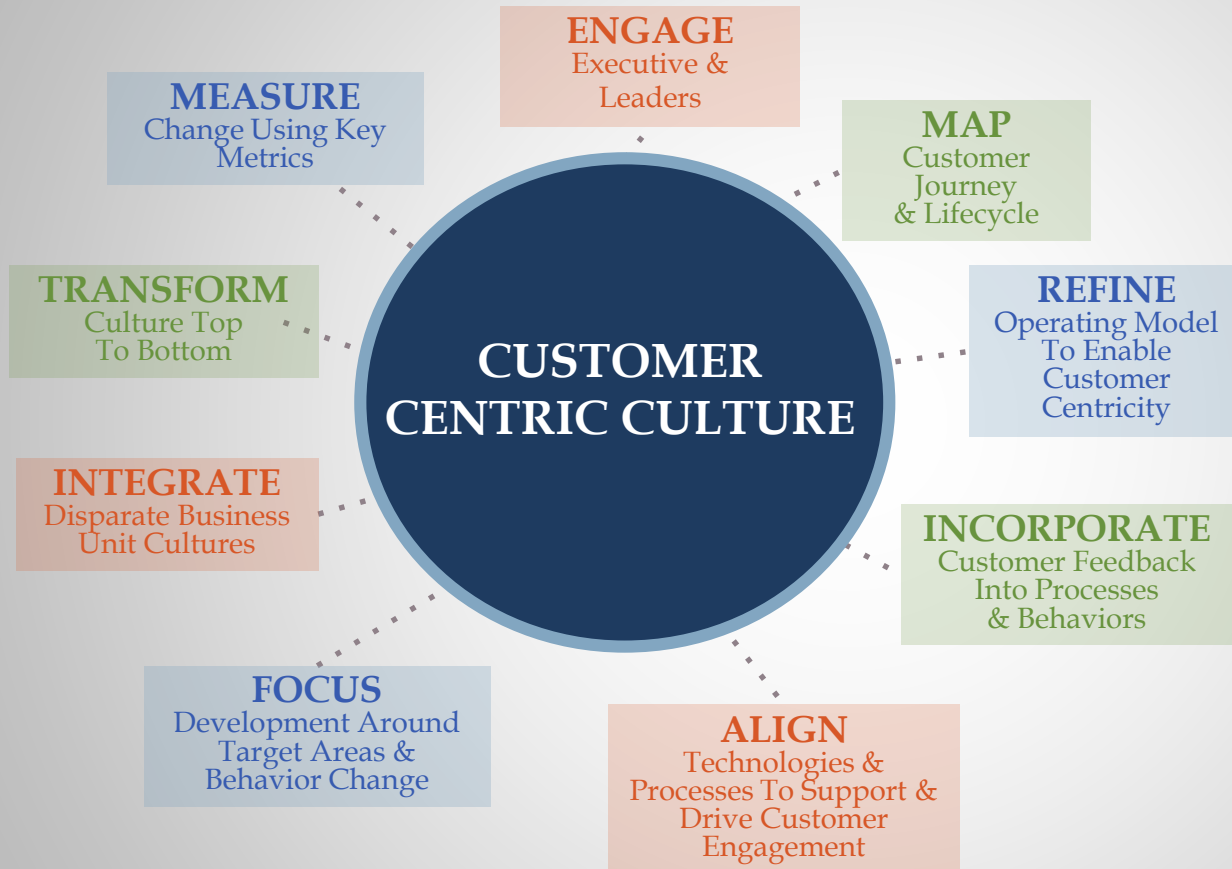 ENGAGE
Executive &
Leaders
MAP
Customer
Journey
& Lifecycle
REFINE
Operating Model
To Enable
Customer
Centricity
INCORPORATE
Customer Feedback
Into Processes
& Behaviors
ALIGN
Technologies &
Processes To Support &
Drive Customer
Engagement
FOCUS
Development Around
Target Areas &
Behavior Change
INTEGRATE
Disparate Business
Unit Cultures
TRANSFORM
Culture Top
To Bottom
MEASURE
Change Using Key
Metrics
CUSTOMER
CENTRIC CULTURE